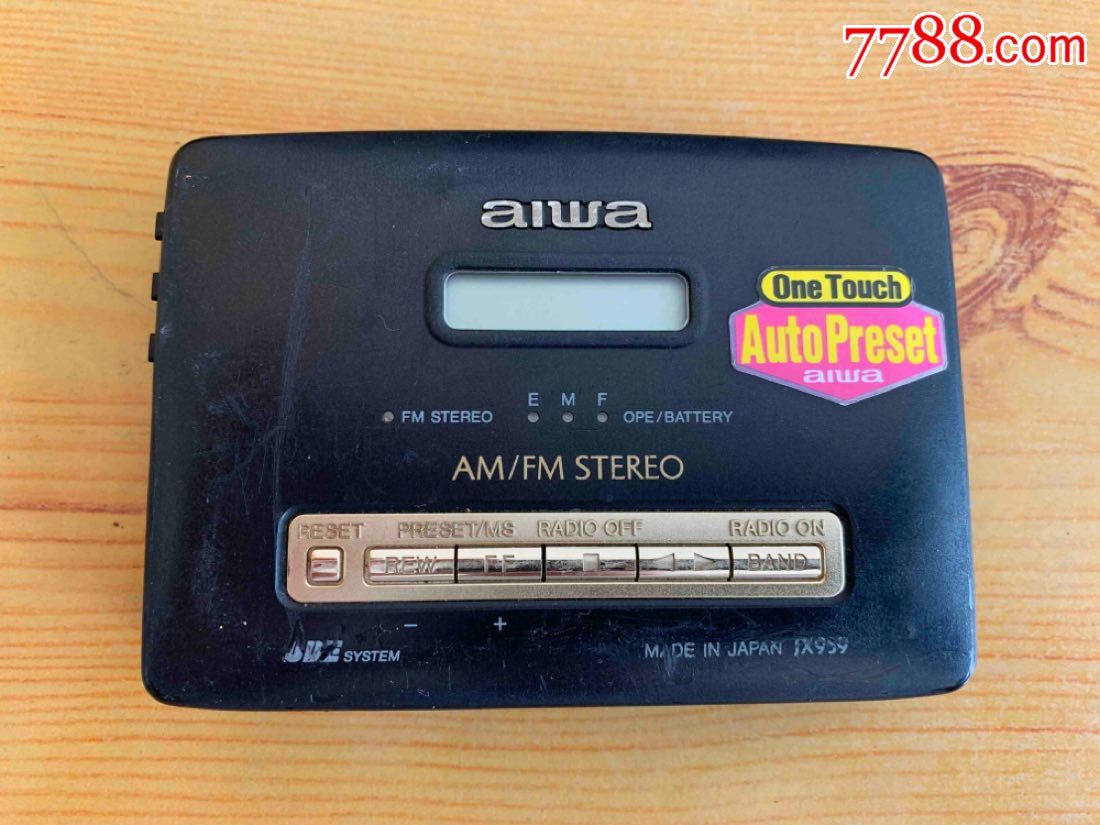 7788.com
aiwa
One Touch
AutoPreset
aiwa
E M F
FM STEREO OPE/BATTERY
AM/FM STEREO
RESET PRESET/MS RADIO OFF RADIO ON
REW FF BAND
− +
SYSTEM MADE IN JAPAN JX959